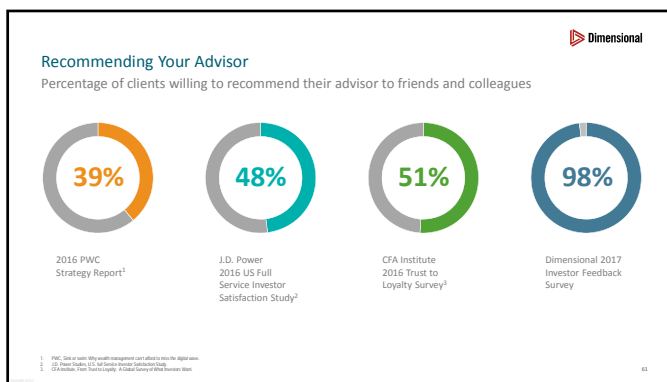 Dimensional
Recommending Your Advisor
Percentage of clients willing to recommend their advisor to friends and colleagues
39%
48%
51%
98%
2016 PWC
Strategy Report1
J.D. Power
2016 US Full
Service Investor
Satisfaction Study2
CFA Institute
2016 Trust to
Loyalty Survey3
Dimensional 2017
Investor Feedback
Survey
1. PWC, Sink or swim: Why wealth management can't afford to miss the digital wave.
2. J.D. Power Studies, U.S. Full Service Investor Satisfaction Study.
3. CFA Institute, From Trust to Loyalty: A Global Survey of What Investors Want.